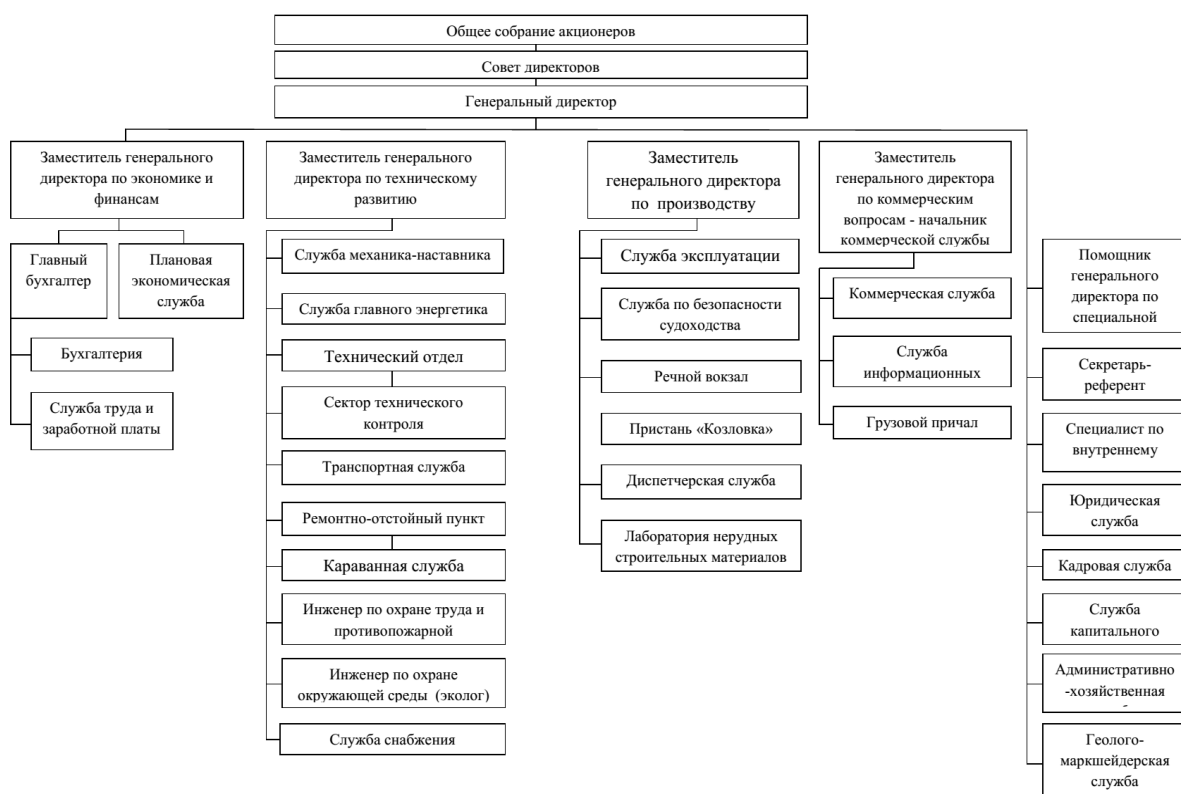 Общее собрание акционеров
Совет директоров
Генеральный директор
Заместитель генерального
директора по экономике и
финансам
Главный
бухгалтер
Плановая
экономическая
служба
Бухгалтерия
Служба труда и
заработной платы
Заместитель генерального
директора по техническому
развитию
Служба механика-наставника
Служба главного энергетика
Технический отдел
Сектор технического
контроля
Транспортная служба
Ремонтно-отстойный пункт
Караванная служба
Инженер по охране труда и
противопожарной
Инженер по охране
окружающей среды (эколог)
Служба снабжения
Заместитель
генерального директора
по производству
Служба эксплуатации
Служба по безопасности
судоходства
Речной вокзал
Пристань «Козловка»
Диспетчерская служба
Лаборатория нерудных
строительных материалов
Заместитель
генерального директора
по коммерческим
вопросам - начальник
коммерческой службы
Коммерческая служба
Служба
информационных
Грузовой причал
Помощник
генерального
директора по
специальной
Секретарь-
референт
Специалист по
внутреннему
Юридическая
служба
Кадровая служба
Служба
капитального
Административно
-хозяйственная
Геолого-
маркшейдерская
служба